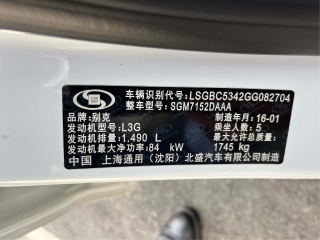 车辆识别代号：LSGBC5342GG082704
整车型号：SGM7152DAAA
品牌：别克 制造年月：16-01
发动机型号：L3G 乘坐人数：5
发动机排量：1.490 L 最大允许总质量：
发动机最大净功率：84 kW 1745 kg
中国 上海通用（沈阳）北盛汽车有限公司 制造